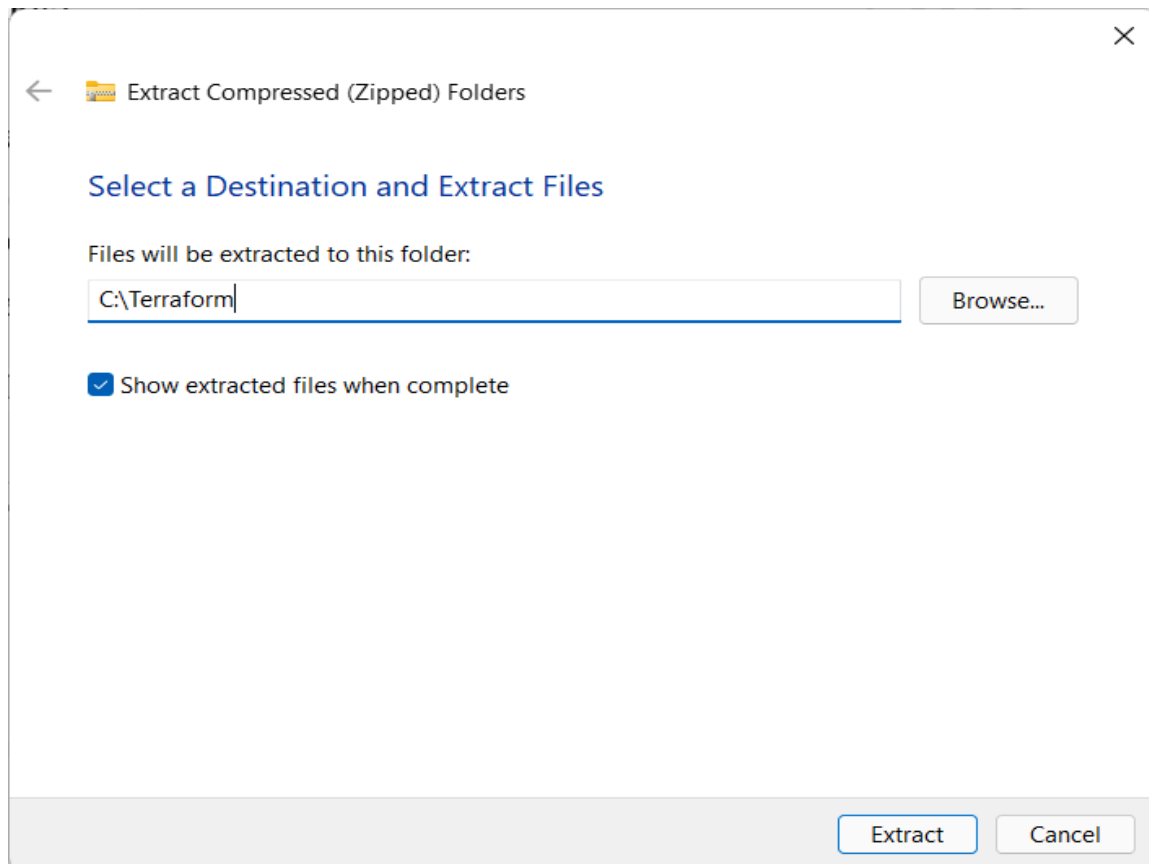 Extract Compressed (Zipped) Folders
Select a Destination and Extract Files
Files will be extracted to this folder:
C:\Terraform
Browse...
Show extracted files when complete
Extract
Cancel